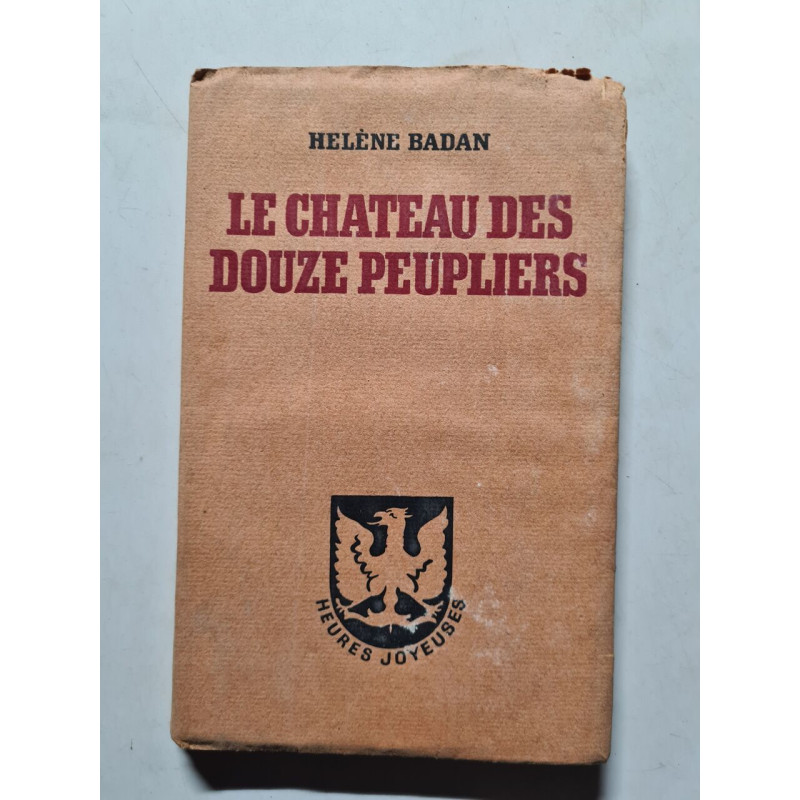 HELÈNE BADAN
LE CHATEAU DES
DOUZE PEUPLIERS
HEURES JOYEUSES